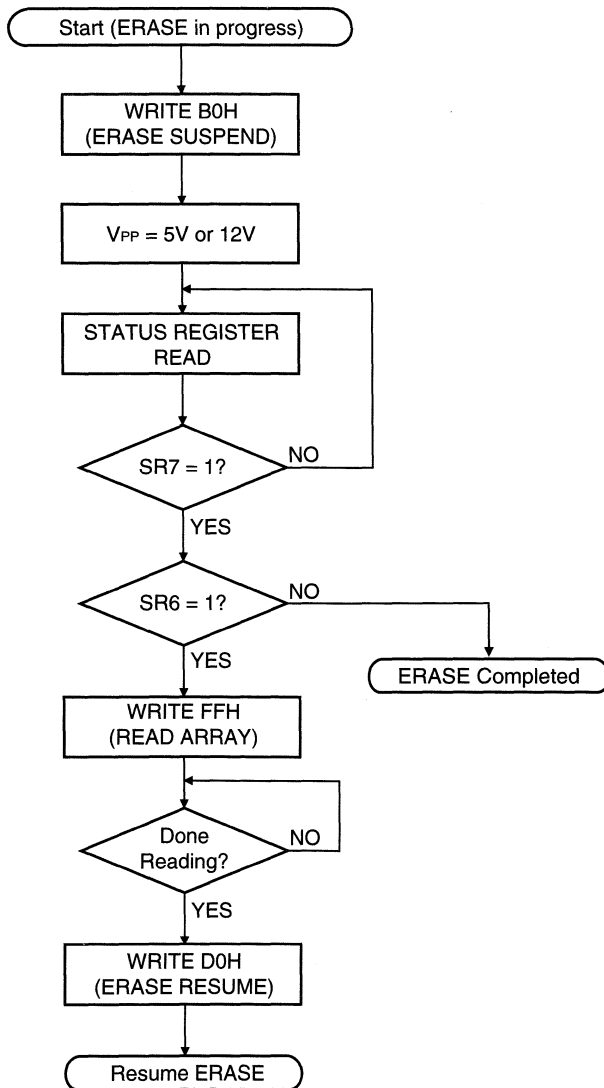 Start (ERASE in progress)
WRITE B0H
(ERASE SUSPEND)
VPP = 5V or 12V
STATUS REGISTER
READ
SR7 = 1?
NO
YES
SR6 = 1?
NO
YES
ERASE Completed
WRITE FFH
(READ ARRAY)
Done
Reading?
NO
YES
WRITE D0H
(ERASE RESUME)
Resume ERASE